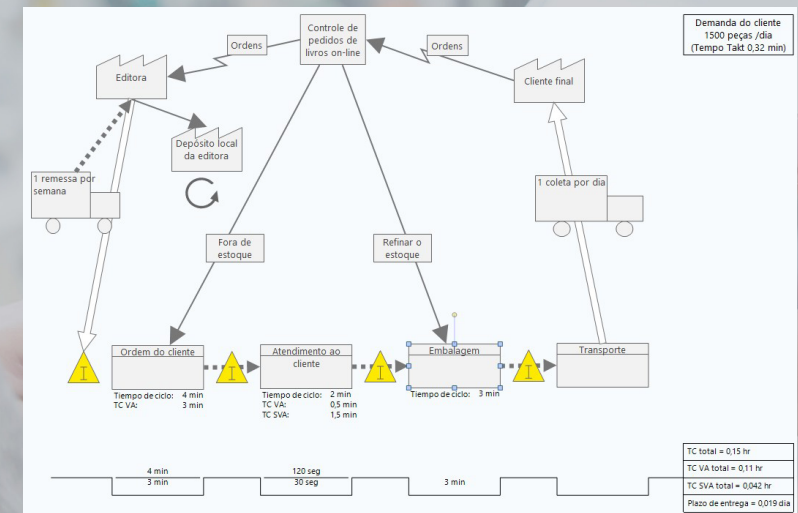 Controle de
pedidos de
livros on-line
Demanda do cliente
1500 peças /dia
(Tempo Takt 0,32 min)
Ordens
Ordens
Editora
Cliente final
Depósito local
da editora
1 remessa por
semana
1 coleta por dia
Fora de
estoque
Refinar o
estoque
Ordem do cliente
Atendimento ao
cliente
Embalagem
Transporte
I
I
I
I
Tiempo de ciclo: 4 min
TC VA: 3 min
Tiempo de ciclo: 2 min
TC VA: 0,5 min
TC SVA: 1,5 min
Tiempo de ciclo: 3 min
4 min
3 min
120 seg
30 seg
3 min
TC total = 0,15 hr
TC VA total = 0,11 hr
TC SVA total = 0,042 hr
Plazo de entrega = 0,019 dia